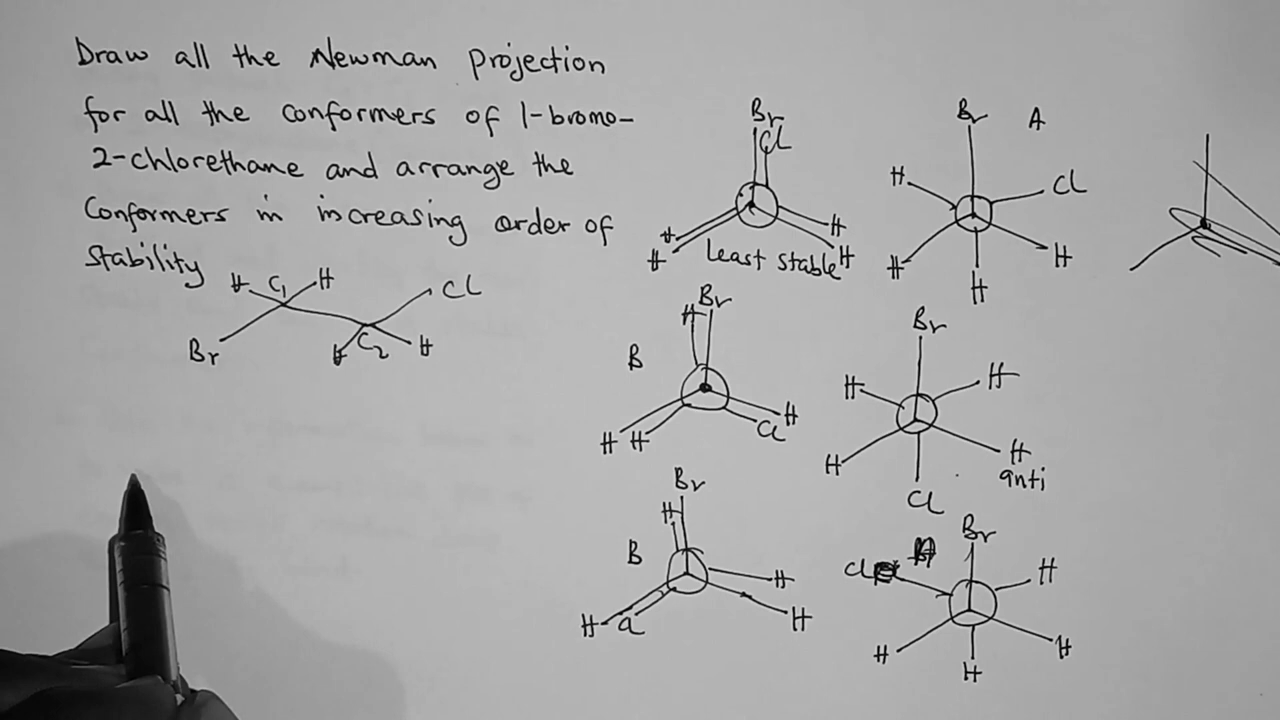 Draw all the Newman Projection
for all the conformers of 1-bromo-
2-chlorethane and arrange the
Conformers in increasing order of
Stability
H C1 H
Cl
Br
H C2 H
Br
Cl
H
H
H
H
Least stable
Br A
H
Cl
H
H
H
Br
H
B
H
H H
Cl
Br
H
H
H
H
anti
Cl
Br
H
B
H
H
Cl
H
Br
Cl
H
H
H
H